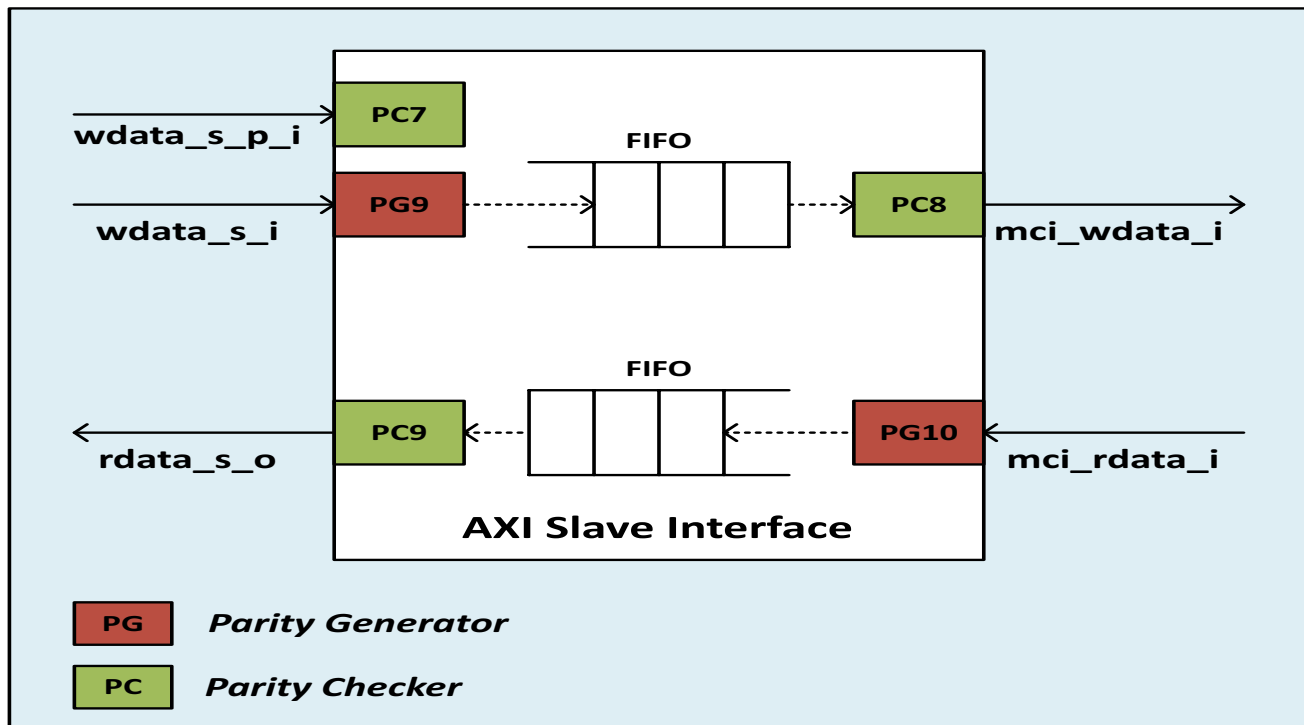 PC7
wdata_s_p_i
FIFO
PG9
PC8
wdata_s_i
mci_wdata_i
FIFO
PC9
PG10
rdata_s_o
mci_rdata_i
AXI Slave Interface
PG Parity Generator
PC Parity Checker